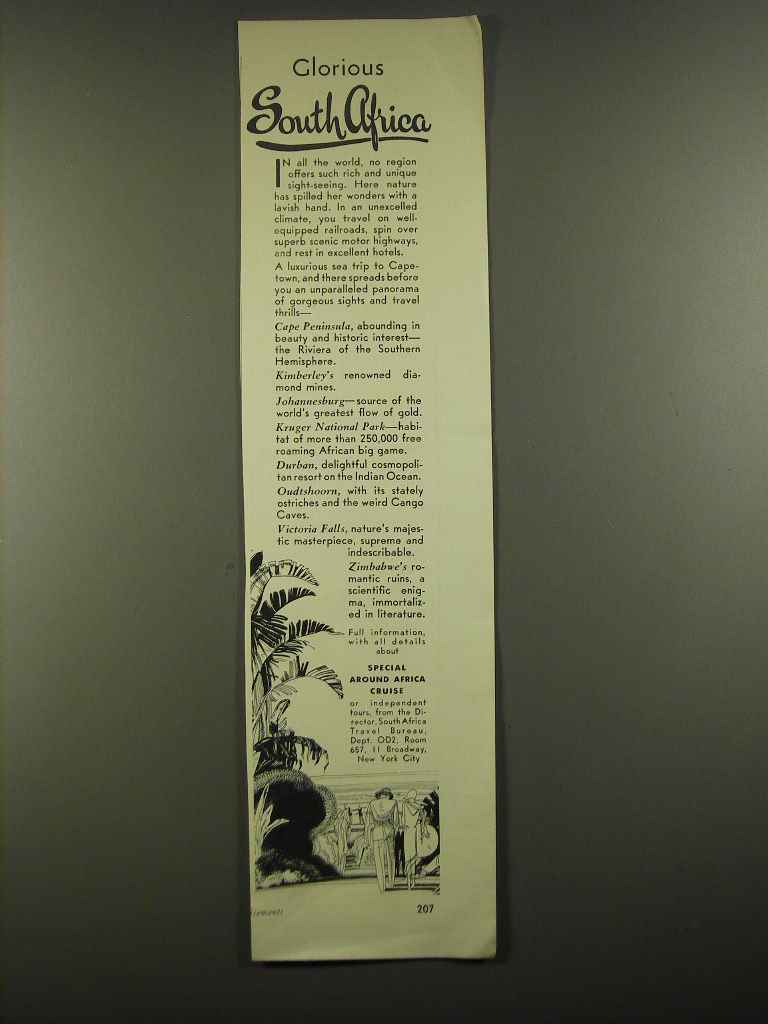 Glorious
South Africa
IN all the world, no region
offers such rich and unique
sight-seeing. Here nature
has spilled her wonders with a
lavish hand. In an unexcelled
climate, you travel on well-
equipped railroads, spin over
superb scenic motor highways,
and rest in excellent hotels.
A luxurious sea trip to Cape-
town, and there spreads before
you an unparalleled panorama
of gorgeous sights and travel
thrills—
Cape Peninsula, abounding in
beauty and historic interest—
the Riviera of the Southern
Hemisphere.
Kimberley's renowned dia-
mond mines.
Johannesburg—source of the
world's greatest flow of gold.
Kruger National Park—habi-
tat of more than 250,000 free
roaming African big game.
Durban, delightful cosmopoli-
tan resort on the Indian Ocean.
Oudtshoorn, with its stately
ostriches and the weird Cango
Caves.
Victoria Falls, nature's majes-
tic masterpiece, supreme and
indescribable.
Zimbabwe's ro-
mantic ruins, a
scientific enig-
ma, immortaliz-
ed in literature.
Full information,
with all details
about
SPECIAL
AROUND AFRICA
CRUISE
or independent
tours, from the Di-
rector, South Africa
Travel Bureau,
Dept. OD2, Room
657, 11 Broadway,
New York City
207